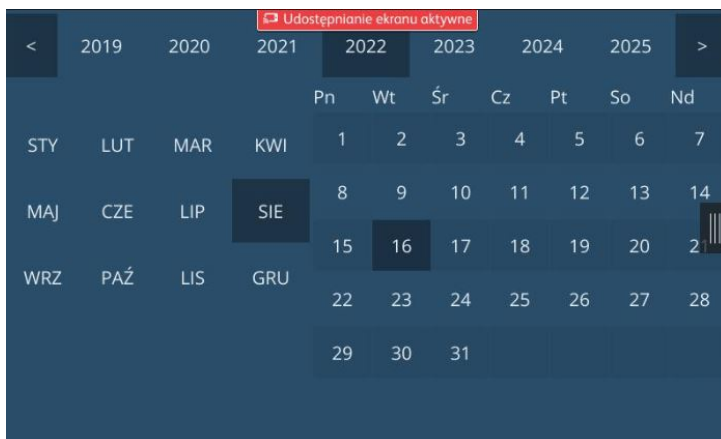 Udostępnianie ekranu aktywne
< 2019 2020 2021 2022 2023 2024 2025 >
Pn Wt Śr Cz Pt So Nd
STY LUT MAR KWI 1 2 3 4 5 6 7
MAJ CZE LIP SIE 8 9 10 11 12 13 14
15 16 17 18 19 20 21
WRZ PAŹ LIS GRU 22 23 24 25 26 27 28
29 30 31